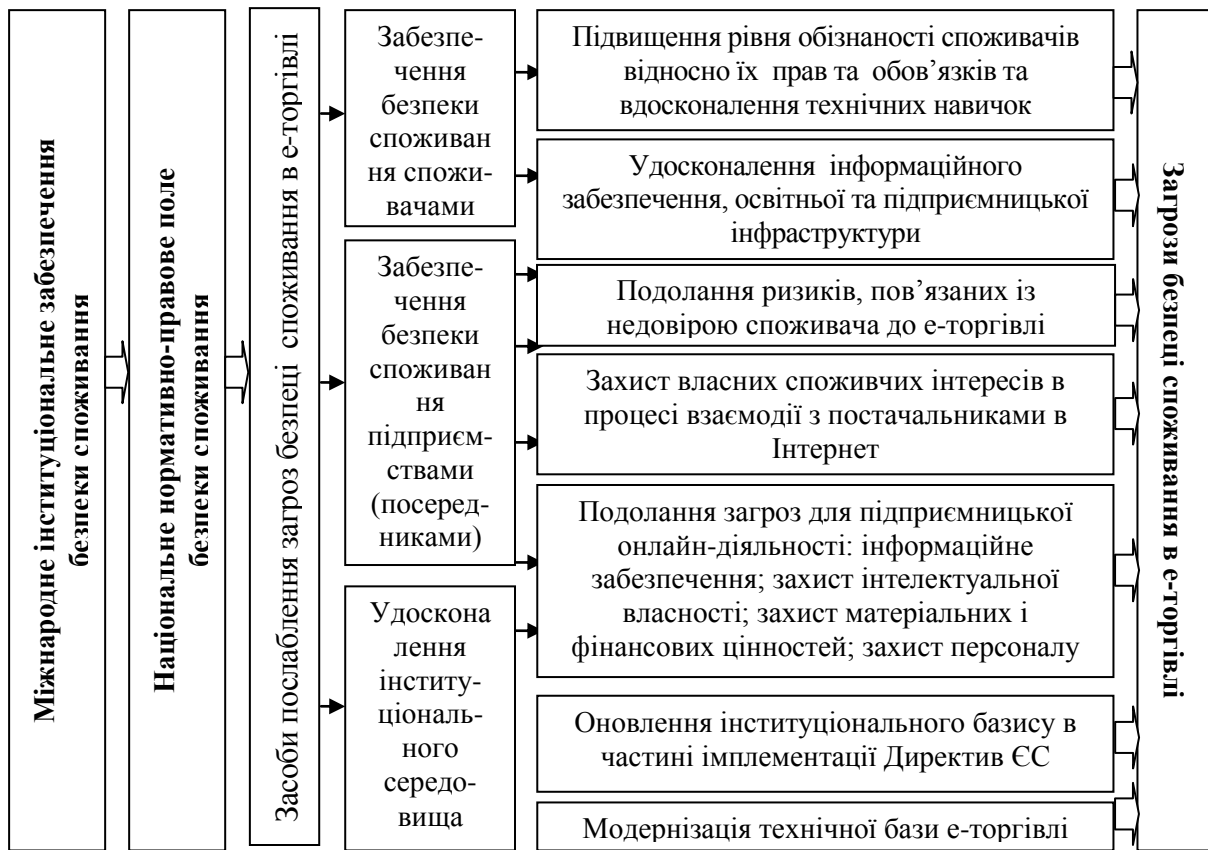 Міжнародне інституціональне забезпечення
безпеки споживання
Національне нормативно-правове поле
безпеки споживання
Засоби послаблення загроз безпеці споживання в е-торгівлі
Забезпе-
чення
безпеки
споживан
ня спожи-
вачами
Забезпе-
чення
безпеки
споживан
ня
підприєм-
ствами
(посеред-
никами)
Удоскона
лення
інститу-
ціональ-
ного
середо-
вища
Підвищення рівня обізнаності споживачів
відносно їх прав та обов’язків та
вдосконалення технічних навичок
Удосконалення інформаційного
забезпечення, освітньої та підприємницької
інфраструктури
Подолання ризиків, пов’язаних із
недовірою споживача до е-торгівлі
Захист власних споживчих інтересів в
процесі взаємодії з постачальниками в
Інтернет
Подолання загроз для підприємницької
онлайн-діяльності: інформаційне
забезпечення; захист інтелектуальної
власності; захист матеріальних і
фінансових цінностей; захист персоналу
Оновлення інституціонального базису в
частині імплементації Директив ЄС
Модернізація технічної бази е-торгівлі
Загрози безпеці споживання в е-торгівлі